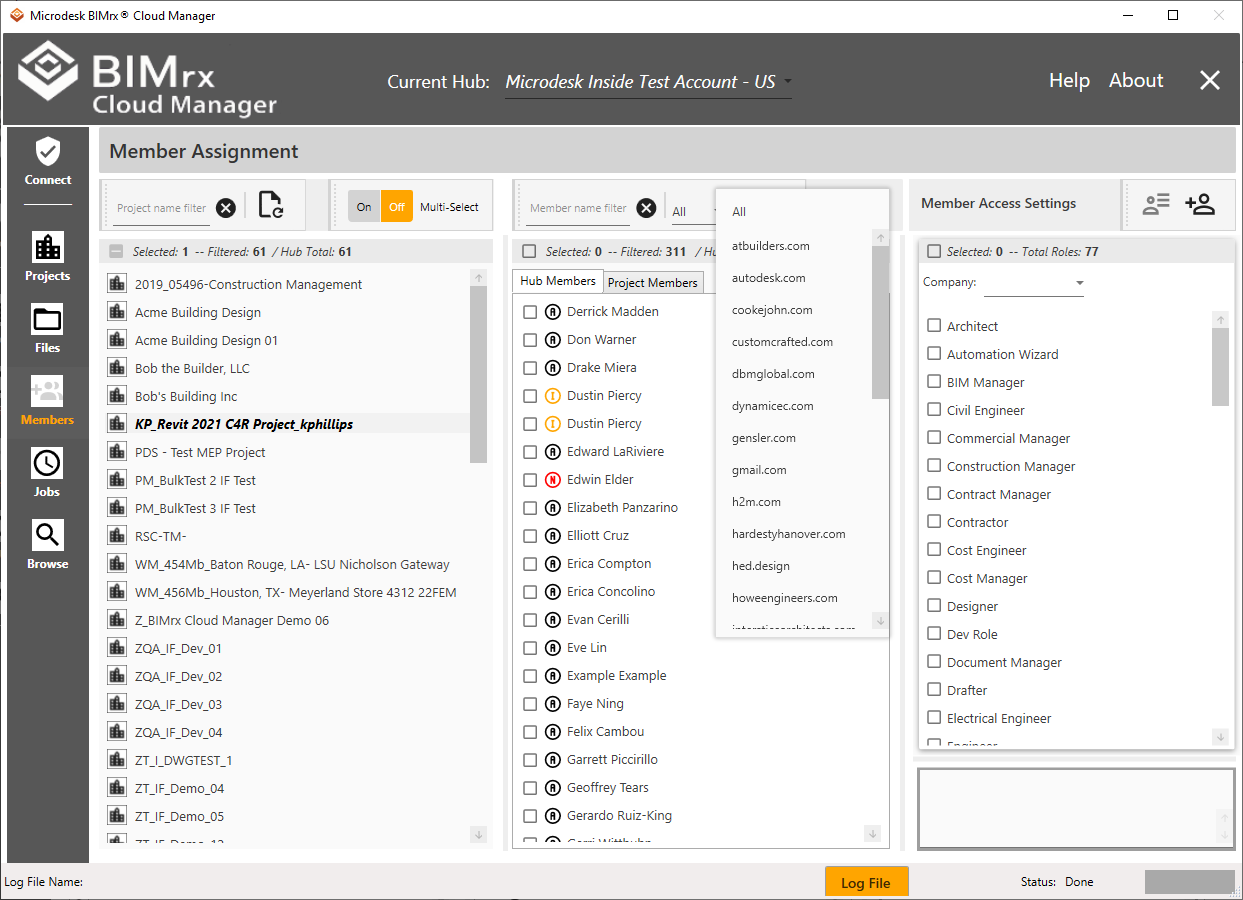 Microdesk BIMrx® Cloud Manager
BIMrx
Cloud Manager
Current Hub: Microdesk Inside Test Account - US
Help About
Connect
Projects
Files
Members
Jobs
Browse
Member Assignment
Project name filter
On Off Multi-Select
Selected: 1 -- Filtered: 61 / Hub Total: 61
2019_05496-Construction Management
Acme Building Design
Acme Building Design 01
Bob the Builder, LLC
Bob's Building Inc
KP_Revit 2021 C4R Project_kphillips
PDS - Test MEP Project
PM_BulkTest 2 IF Test
PM_BulkTest 3 IF Test
RSC-TM-
WM_454Mb_Baton Rouge, LA- LSU Nicholson Gateway
WM_456Mb_Houston, TX- Meyerland Store 4312 22FEM
Z_BIMrx Cloud Manager Demo 06
ZQA_IF_Dev_01
ZQA_IF_Dev_02
ZQA_IF_Dev_03
ZQA_IF_Dev_04
ZT_I_DWGTEST_1
ZT_IF_Demo_04
ZT_IF_Demo_05
Member name filter
All
Selected: 0 -- Filtered: 311 / Hu
Hub Members Project Members
A Derrick Madden
A Don Warner
A Drake Miera
I Dustin Piercy
I Dustin Piercy
A Edward LaRiviere
N Edwin Elder
A Elizabeth Panzarino
A Elliott Cruz
A Erica Compton
A Erica Concolino
A Evan Cerilli
A Eve Lin
A Example Example
A Faye Ning
A Felix Cambou
A Garrett Piccirillo
A Geoffrey Tears
A Gerardo Ruiz-King
All
atbuilders.com
autodesk.com
cookejohn.com
customcrafted.com
dbmglobal.com
dynamicec.com
gensler.com
gmail.com
h2m.com
hardestyhanover.com
hed.design
howeengineers.com
Member Access Settings
Selected: 0 -- Total Roles: 77
Company:
Architect
Automation Wizard
BIM Manager
Civil Engineer
Commercial Manager
Construction Manager
Contract Manager
Contractor
Cost Engineer
Cost Manager
Designer
Dev Role
Document Manager
Drafter
Electrical Engineer
Log File Name:
Log File
Status: Done